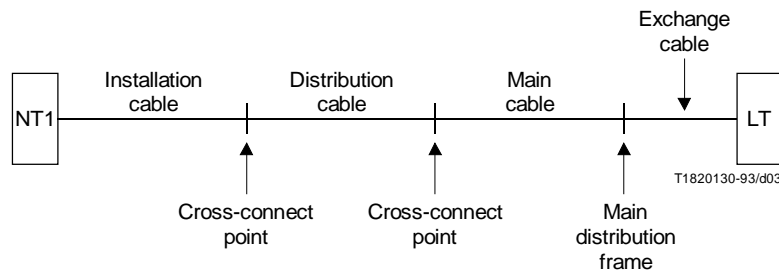 Exchange
cable
Installation
cable
Distribution
cable
Main
cable
NT1
LT
T1820130-93/d03
Cross-connect
point
Cross-connect
point
Main
distribution
frame